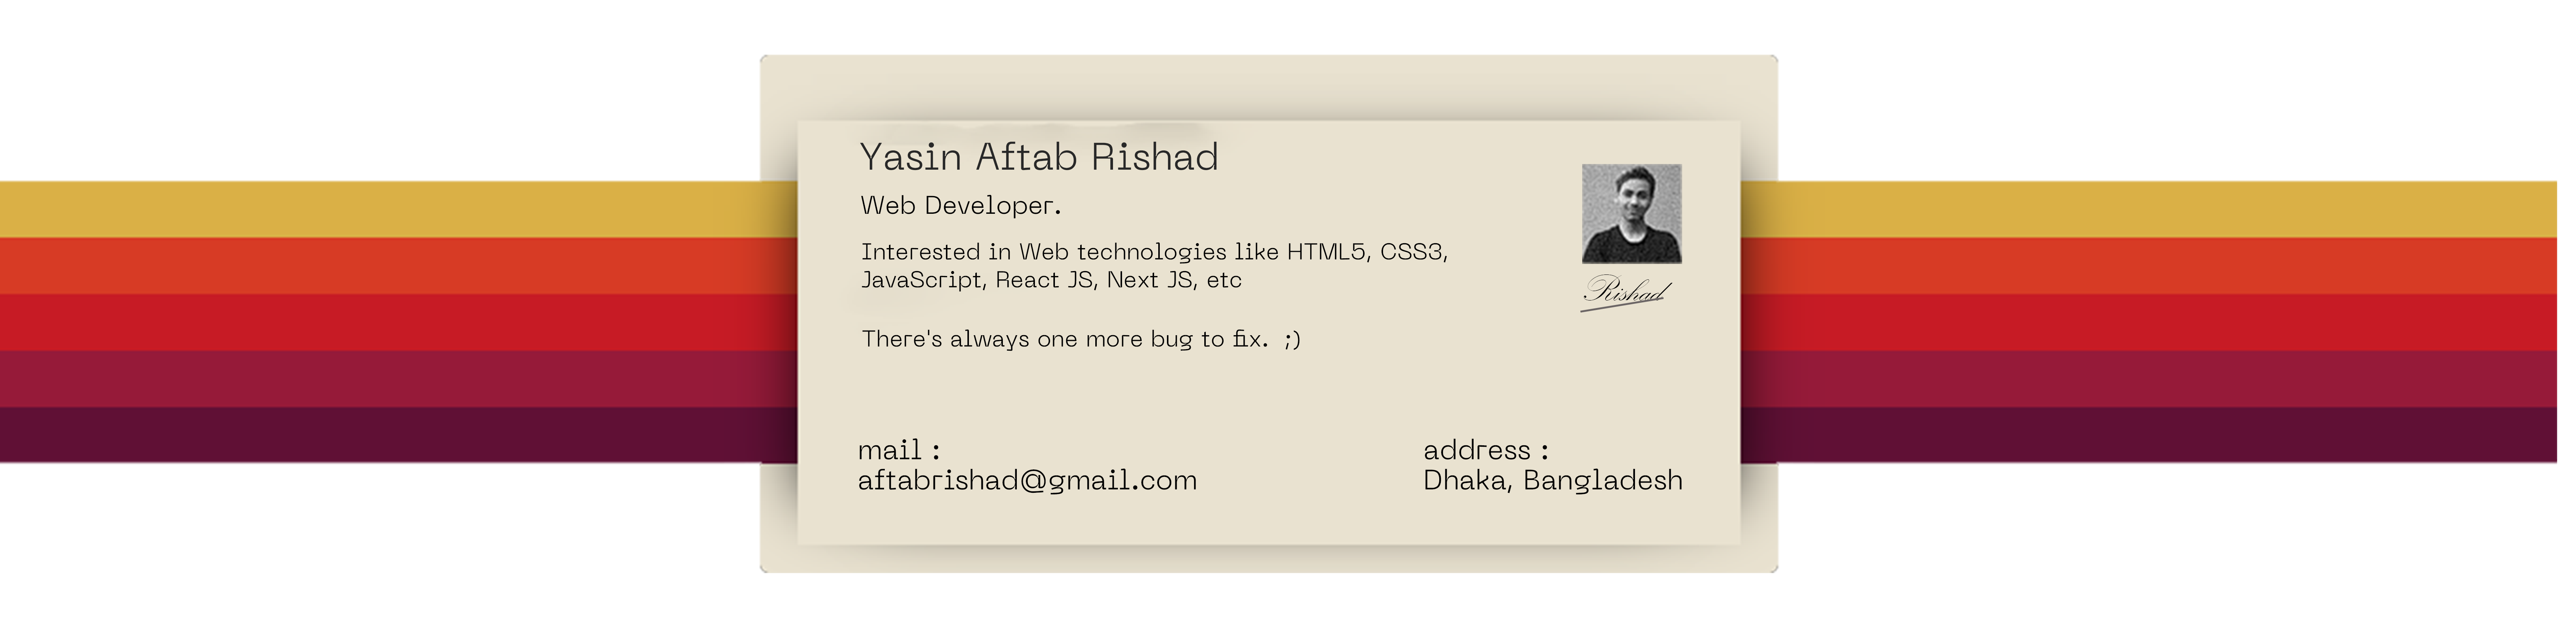 Yasin Aftab Rishad
Web Developer.
Interested in Web technologies like HTML5, CSS3,
JavaScript, React JS, Next JS, etc
Rishad
There's always one more bug to fix. ;)
mail :
aftabrishad@gmail.com
address :
Dhaka, Bangladesh